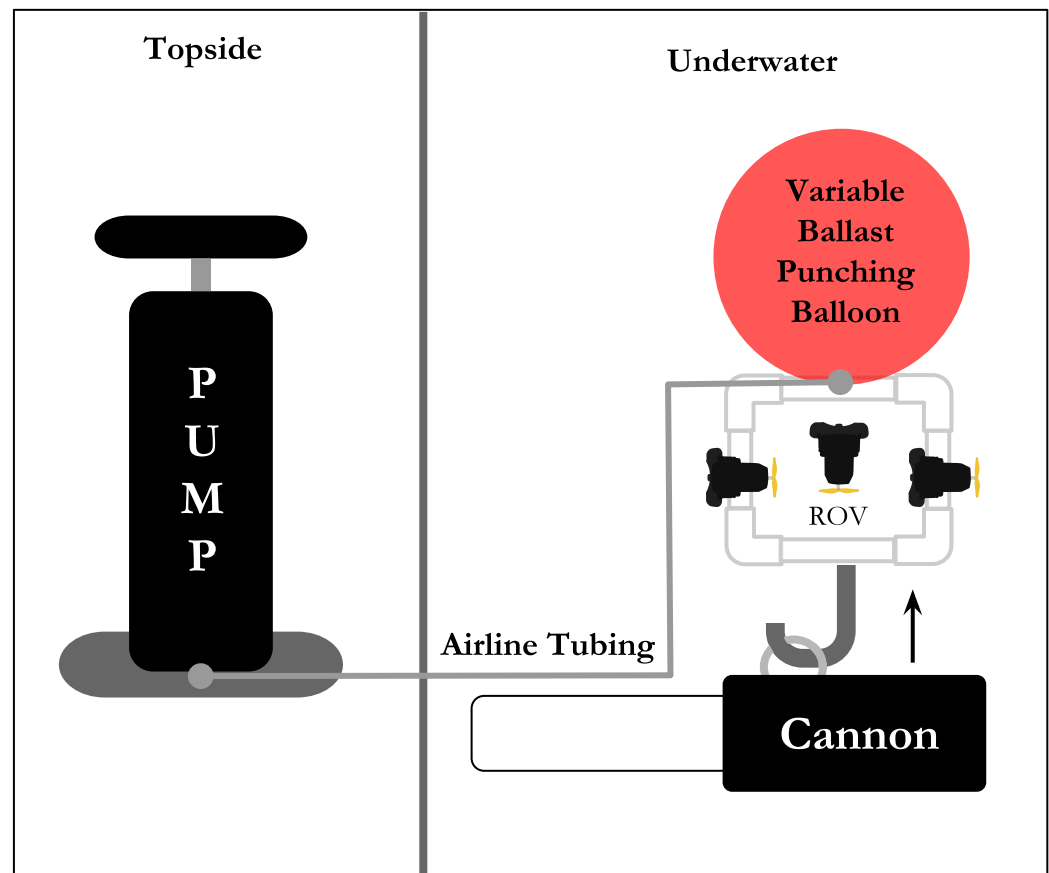 Topside
Underwater
Variable
Ballast
Punching
Balloon
P
U
M
P
ROV
Airline Tubing
Cannon